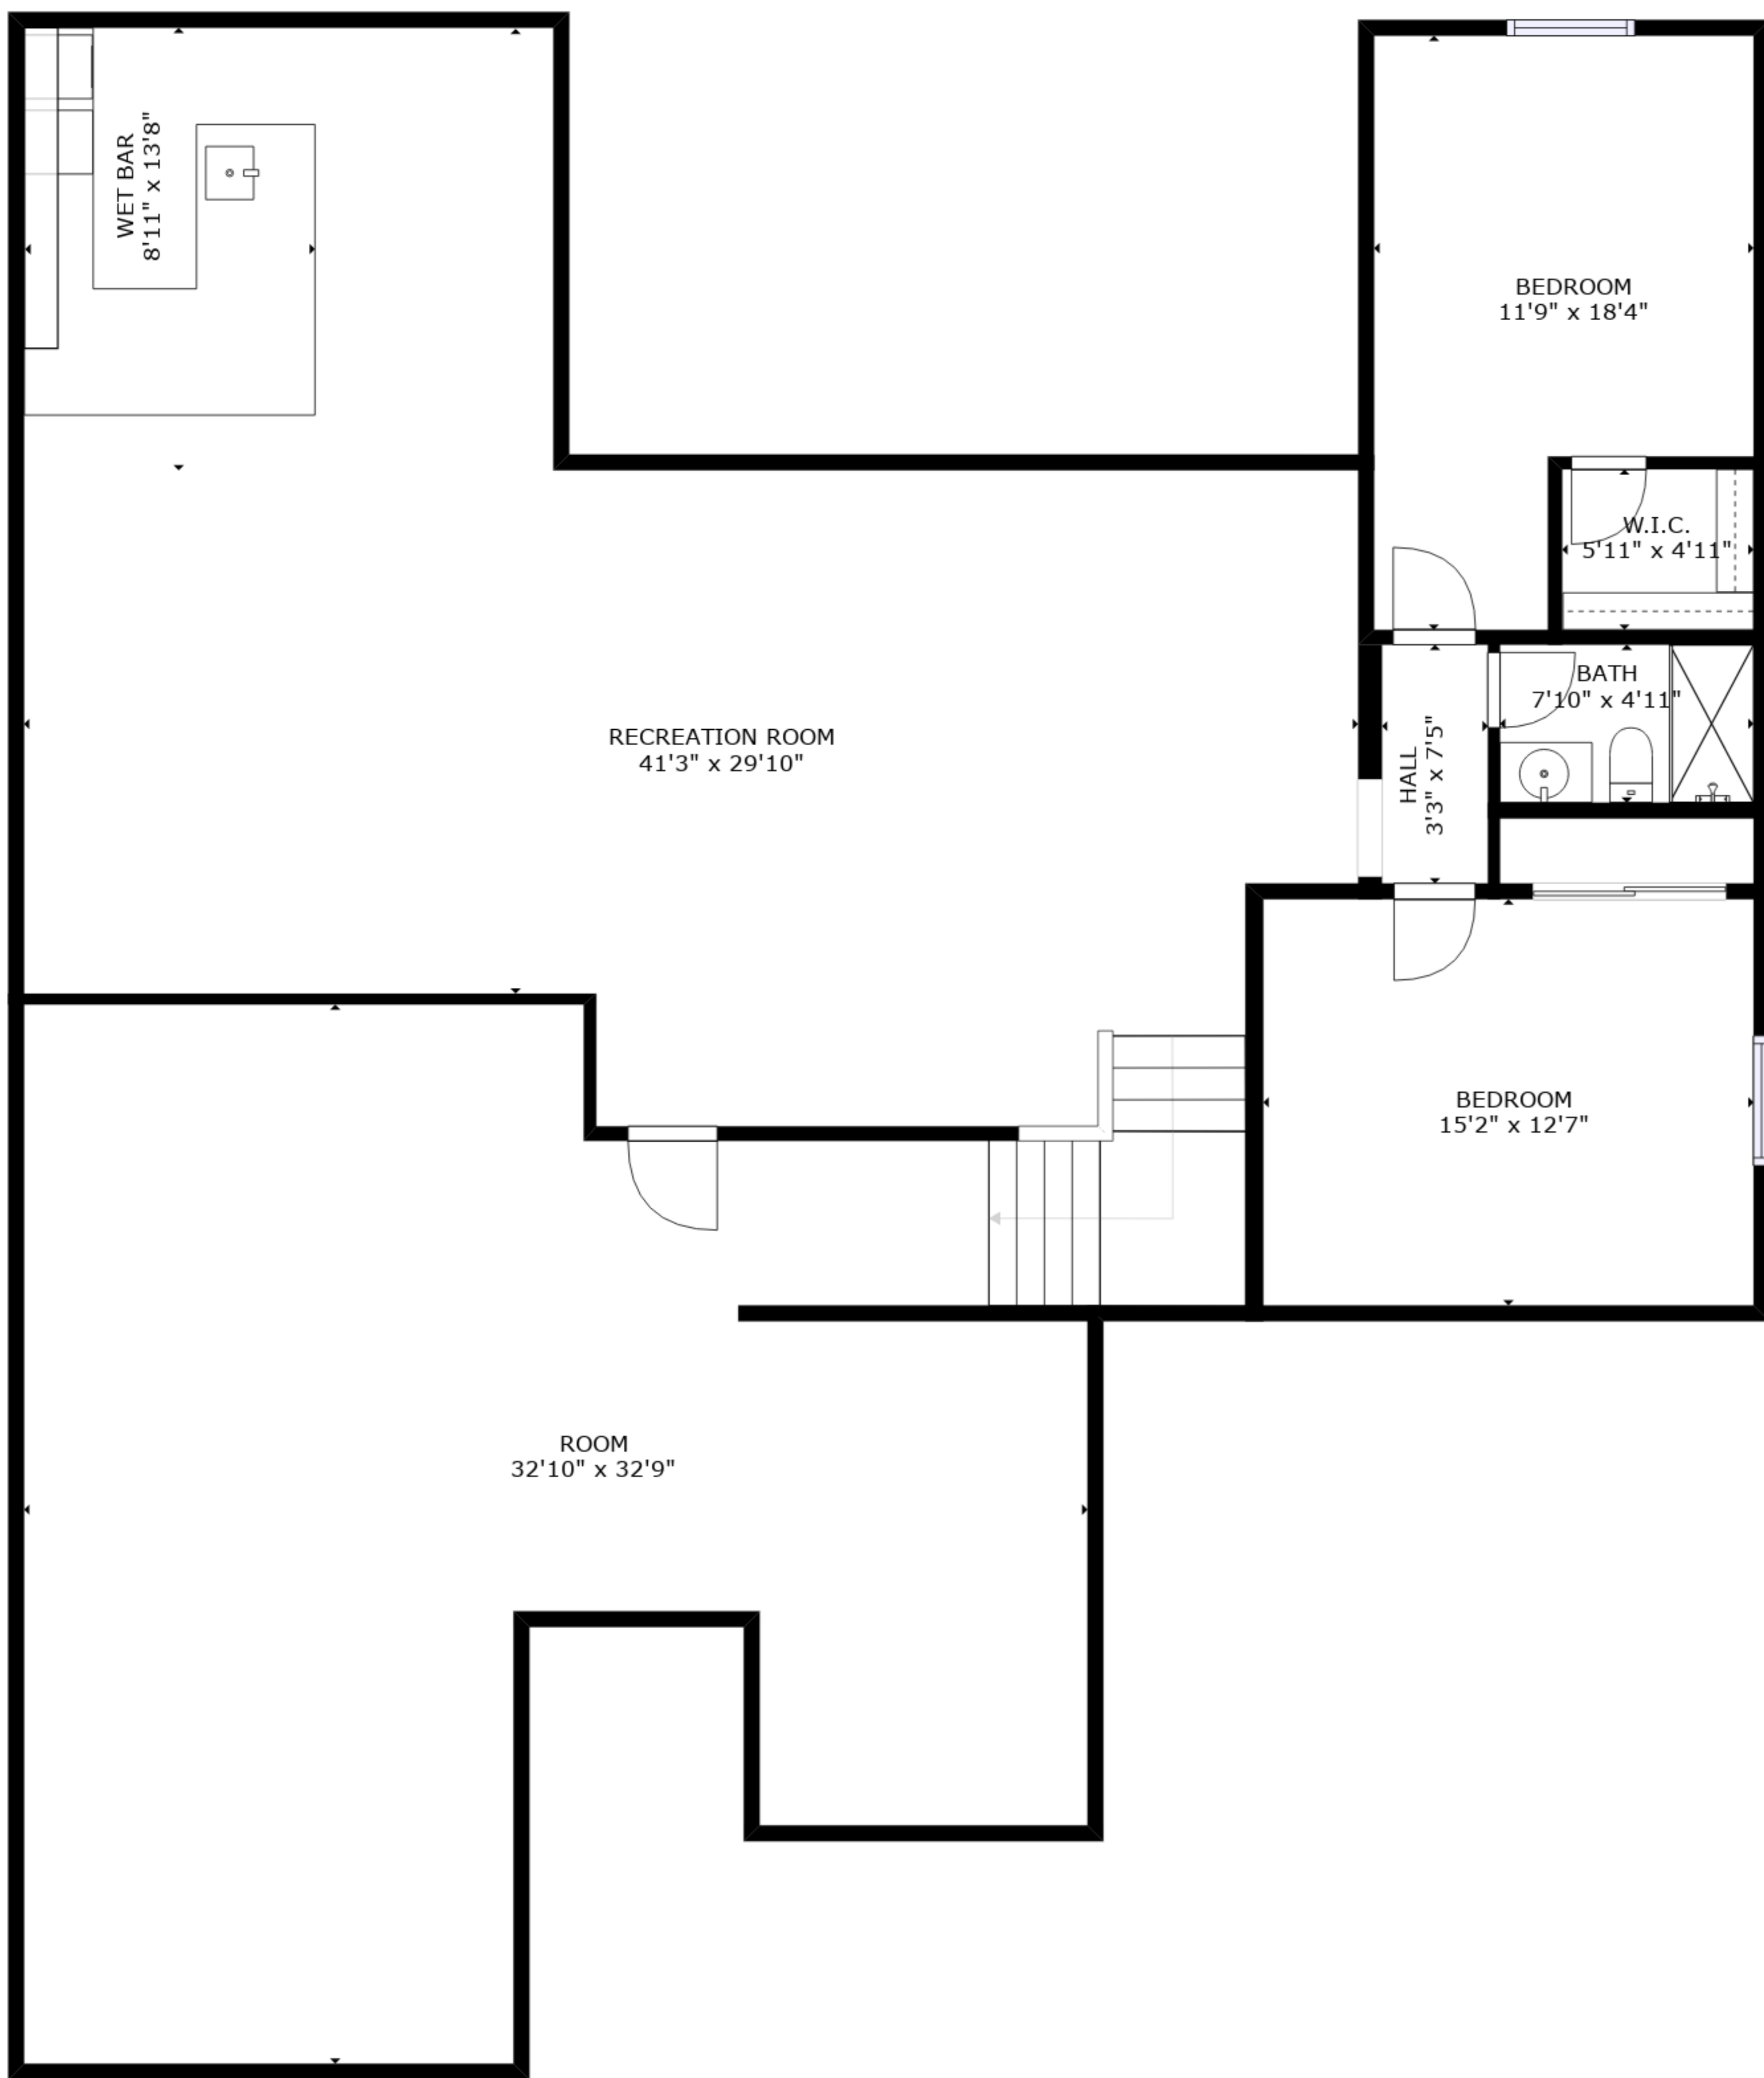 WET BAR
8'11" x 13'8"
BEDROOM
11'9" x 18'4"
W.I.C.
5'11" x 4'11"
BATH
7'10" x 4'11"
RECREATION ROOM
41'3" x 29'10"
HALL
3'3" x 7'5"
BEDROOM
15'2" x 12'7"
ROOM
32'10" x 32'9"